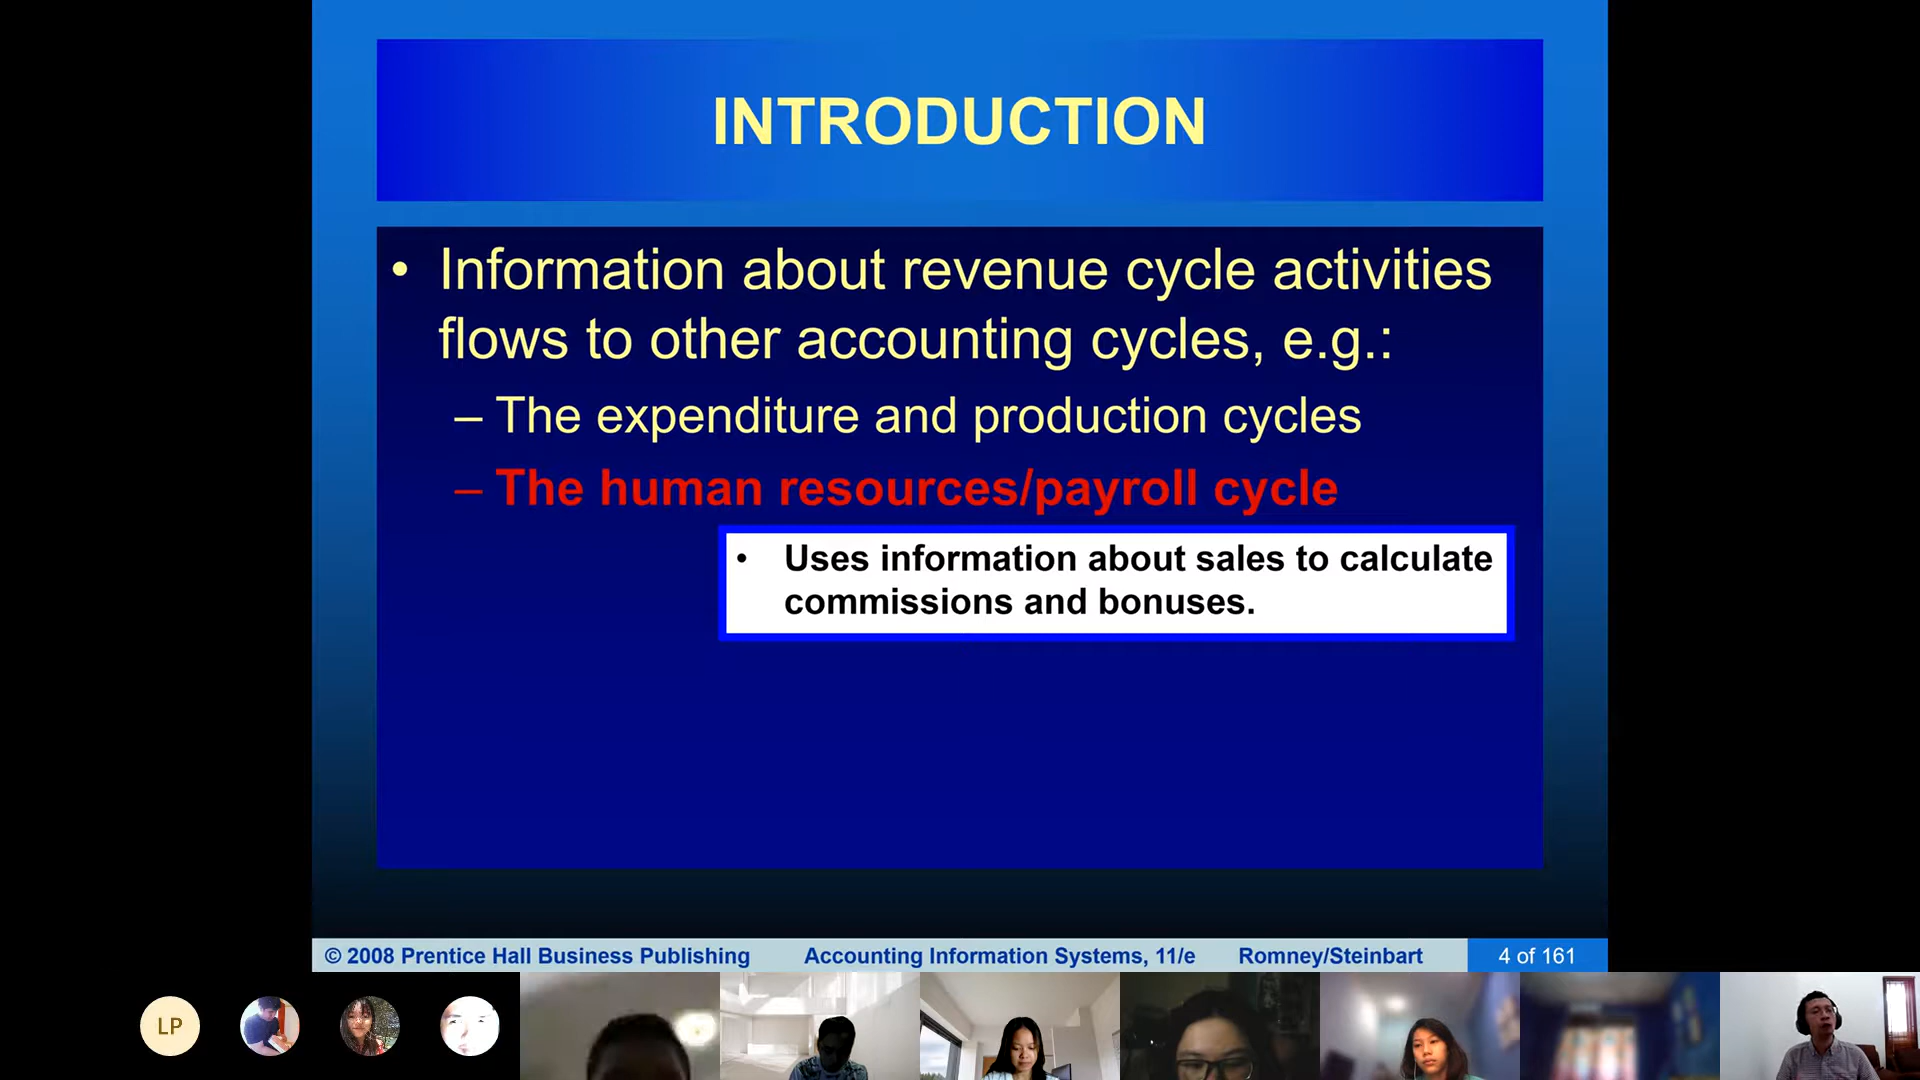 INTRODUCTION
• Information about revenue cycle activities
flows to other accounting cycles, e.g.:
– The expenditure and production cycles
– The human resources/payroll cycle
• Uses information about sales to calculate
commissions and bonuses.
© 2008 Prentice Hall Business Publishing Accounting Information Systems, 11/e Romney/Steinbart 4 of 161
LP